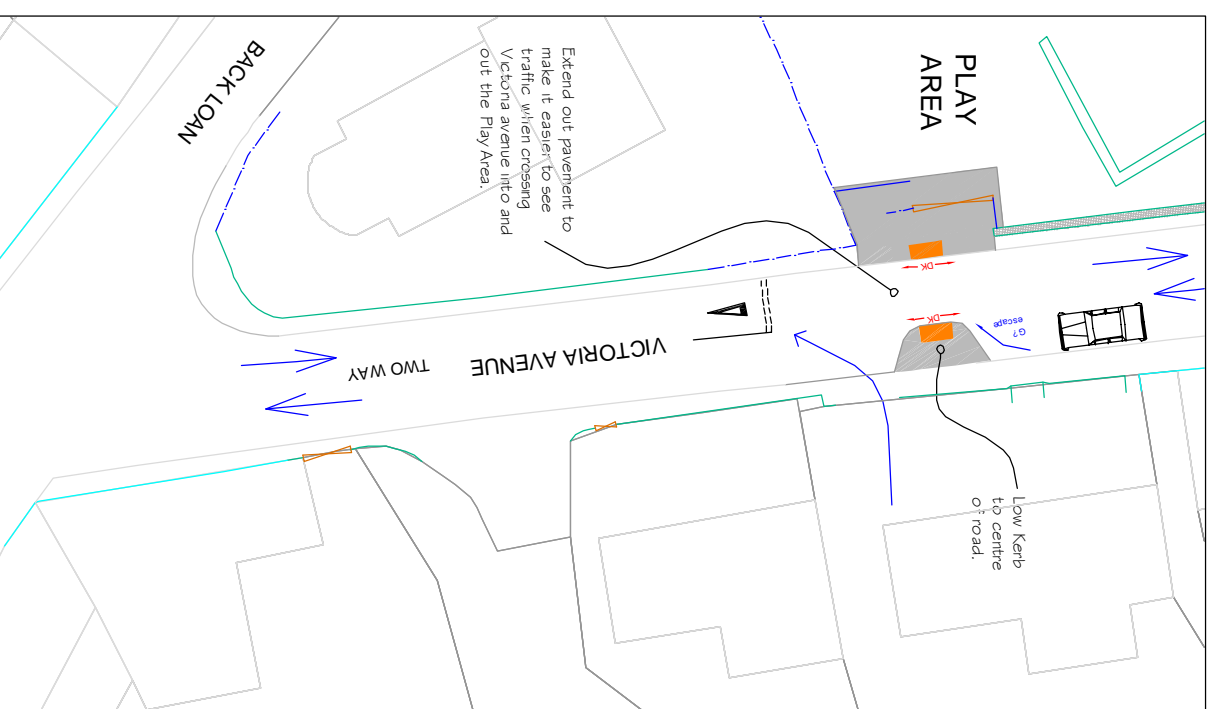 BACK LOAN
Extend out pavement to
make it easier to see
traffic when crossing
Victoria avenue into and
out the Play Area.
PLAY
AREA
DK
DK
G?
escape
VICTORIA AVENUE
TWO WAY
Low Kerb
to centre
of road.